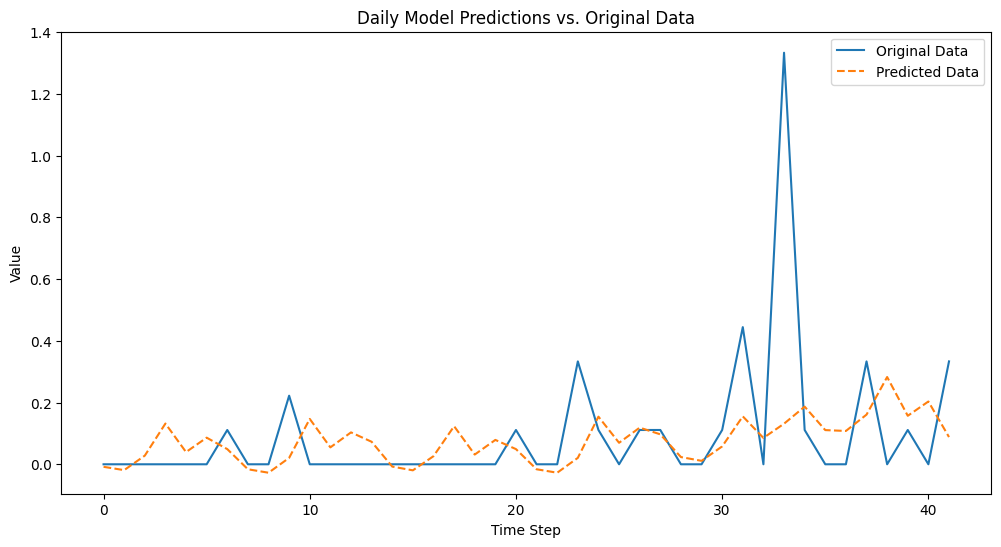 Daily Model Predictions vs. Original Data
Original Data
Predicted Data
Value
1.4
1.2
1.0
0.8
0.6
0.4
0.2
0.0
0 10 20 30 40
Time Step